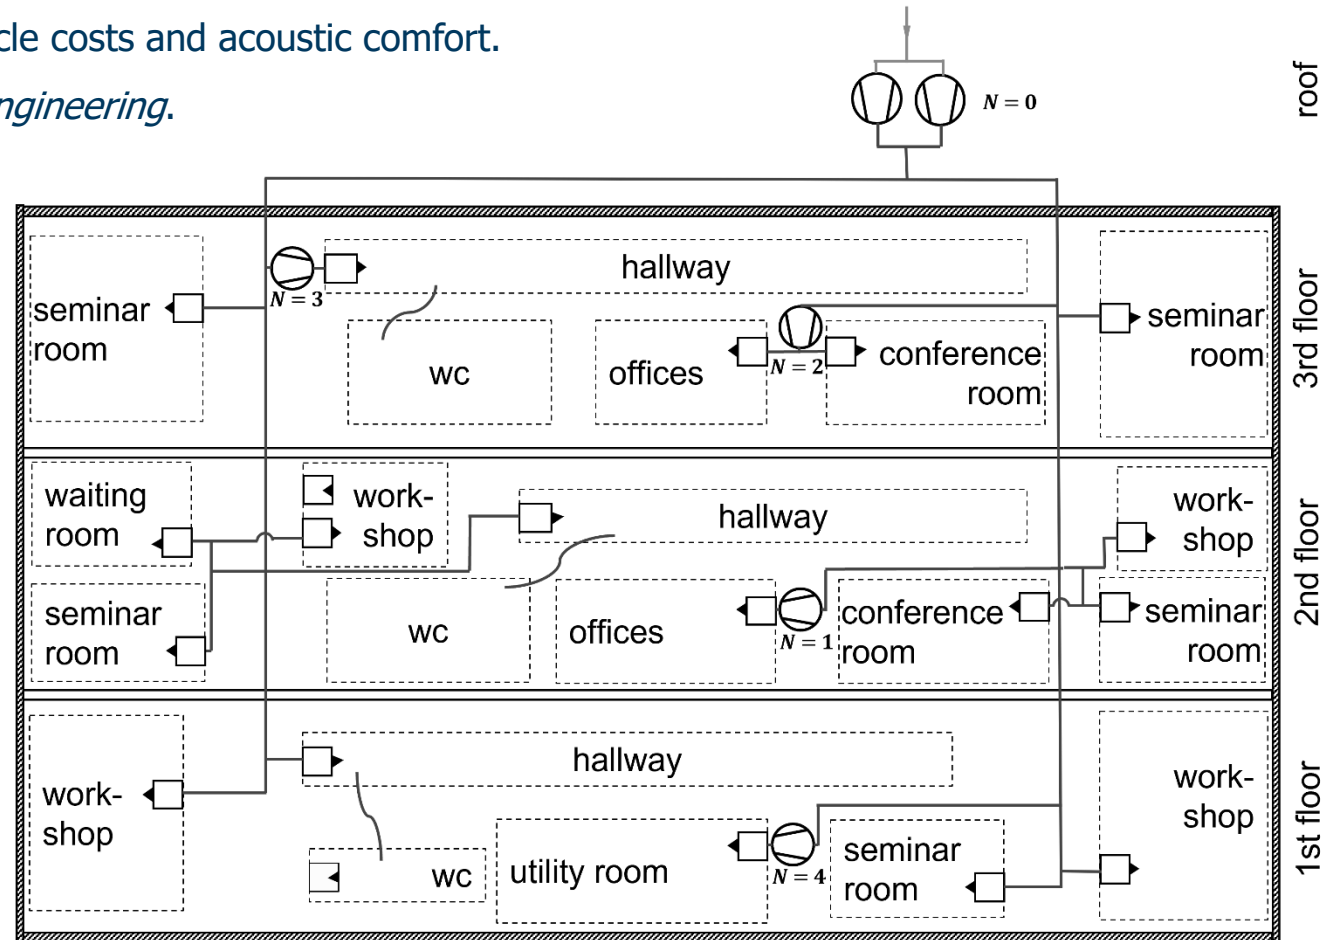 cle costs and acoustic comfort.
ngineering.
N = 0
roof
hallway
N = 3
seminar
room
seminar
room
wc
offices
N = 2
conference
room
3rd floor
waiting
room
work-
shop
hallway
work-
shop
seminar
room
wc
offices
N = 1
conference
room
seminar
room
2nd floor
hallway
work-
shop
work-
shop
wc
utility room
N = 4
seminar
room
1st floor